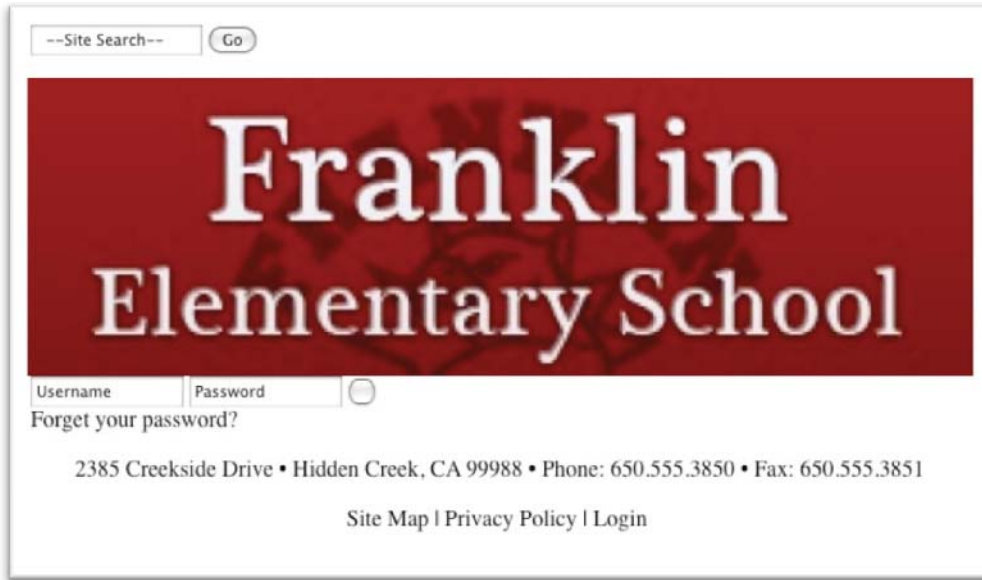 --Site Search-- Go
Franklin
Elementary School
Username Password
Forget your password?
2385 Creekside Drive • Hidden Creek, CA 99988 • Phone: 650.555.3850 • Fax: 650.555.3851
Site Map | Privacy Policy | Login